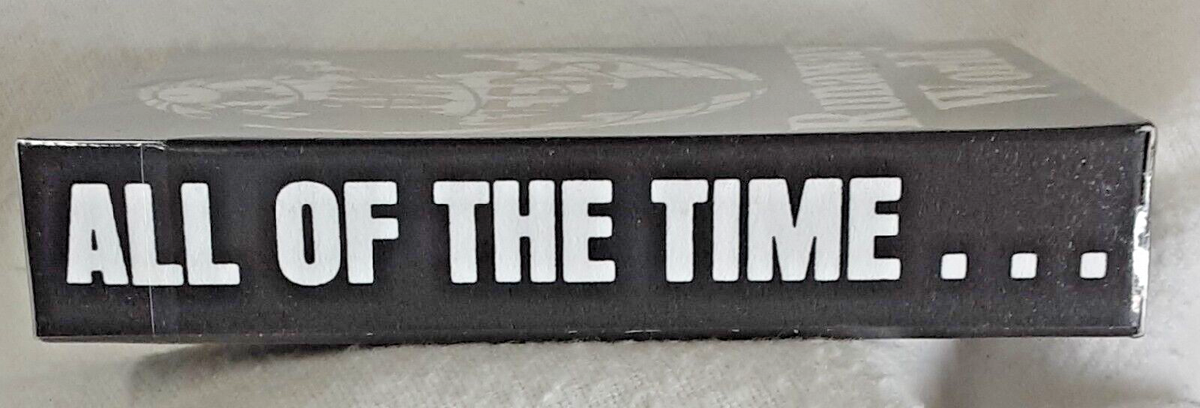 ALL OF THE TIME . . .